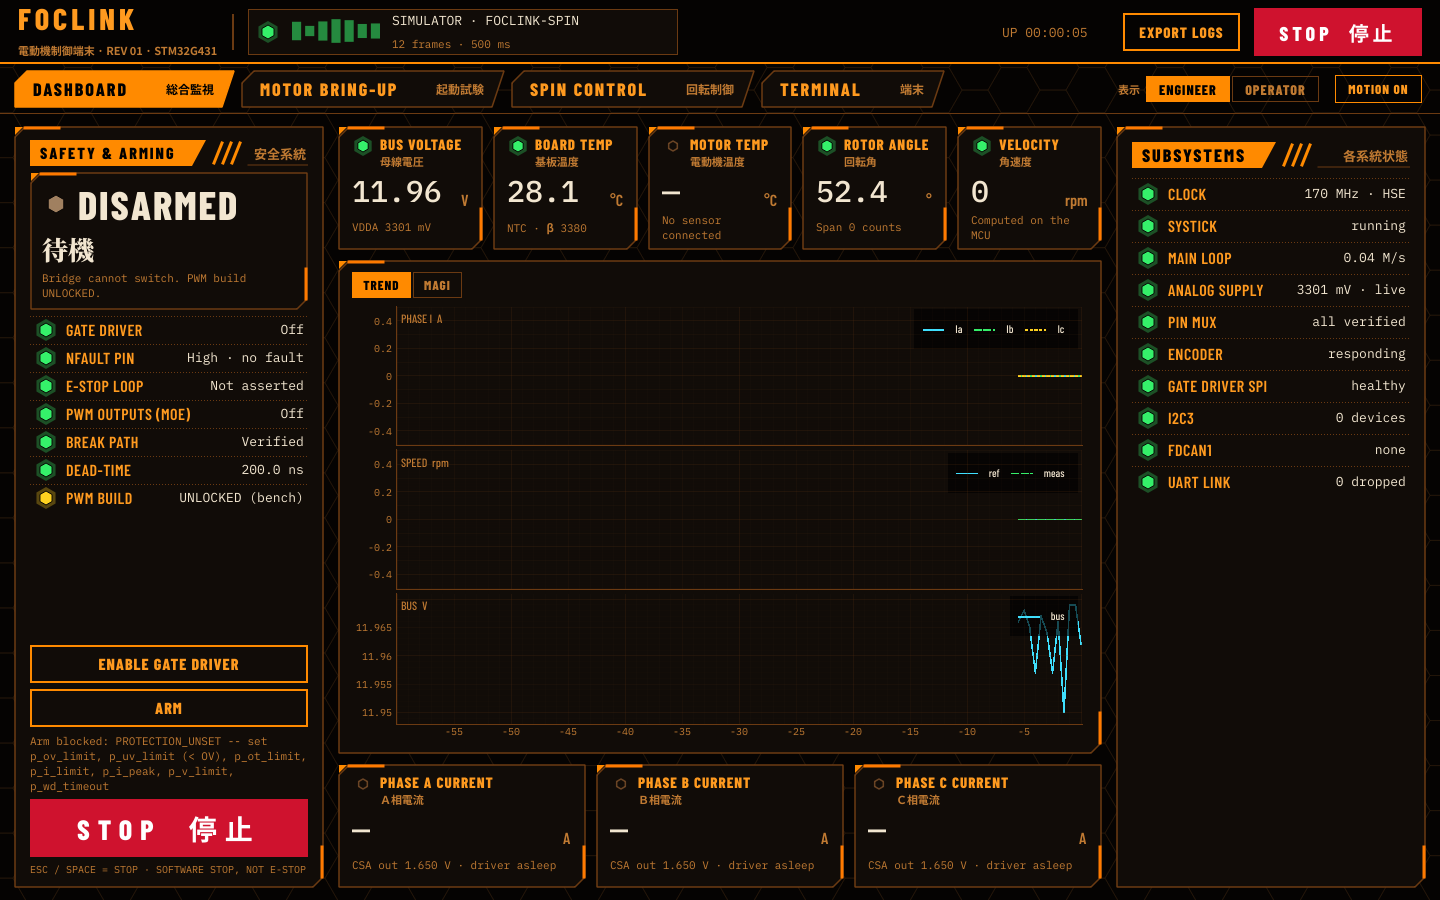 FOCLINK
電動機制御端末 · REV 01 · STM32G431
SIMULATOR · FOCLINK-SPIN
12 frames · 500 ms
UP 00:00:05
EXPORT LOGS
STOP 停止
DASHBOARD 総合監視
MOTOR BRING-UP 起動試験
SPIN CONTROL 回転制御
TERMINAL 端末
表示 ENGINEER OPERATOR
MOTION ON
SAFETY & ARMING 安全系統
DISARMED
待機
Bridge cannot switch. PWM build
UNLOCKED.
GATE DRIVER Off
NFAULT PIN High · no fault
E-STOP LOOP Not asserted
PWM OUTPUTS (MOE) Off
BREAK PATH Verified
DEAD-TIME 200.0 ns
PWM BUILD UNLOCKED (bench)
ENABLE GATE DRIVER
ARM
Arm blocked: PROTECTION_UNSET -- set
p_ov_limit, p_uv_limit (< OV), p_ot_limit,
p_i_limit, p_i_peak, p_v_limit,
p_wd_timeout
STOP 停止
ESC / SPACE = STOP · SOFTWARE STOP, NOT E-STOP
BUS VOLTAGE
母線電圧
11.96 V
VDDA 3301 mV
BOARD TEMP
基板温度
28.1 °C
NTC · β 3380
MOTOR TEMP
電動機温度
— °C
No sensor
connected
ROTOR ANGLE
回転角
52.4 °
Span 0 counts
VELOCITY
角速度
0 rpm
Computed on the
MCU
TREND MAGI
PHASE I A
Ia Ib Ic
0.4
0.2
0
-0.2
-0.4
SPEED rpm
ref meas
0.4
0.2
0
-0.2
-0.4
BUS V
bus
11.965
11.96
11.955
11.95
-55 -50 -45 -40 -35 -30 -25 -20 -15 -10 -5
PHASE A CURRENT
A相電流
— A
CSA out 1.650 V · driver asleep
PHASE B CURRENT
B相電流
— A
CSA out 1.650 V · driver asleep
PHASE C CURRENT
C相電流
— A
CSA out 1.650 V · driver asleep
SUBSYSTEMS 各系統状態
CLOCK 170 MHz · HSE
SYSTICK running
MAIN LOOP 0.04 M/s
ANALOG SUPPLY 3301 mV · live
PIN MUX all verified
ENCODER responding
GATE DRIVER SPI healthy
I2C3 0 devices
FDCAN1 none
UART LINK 0 dropped